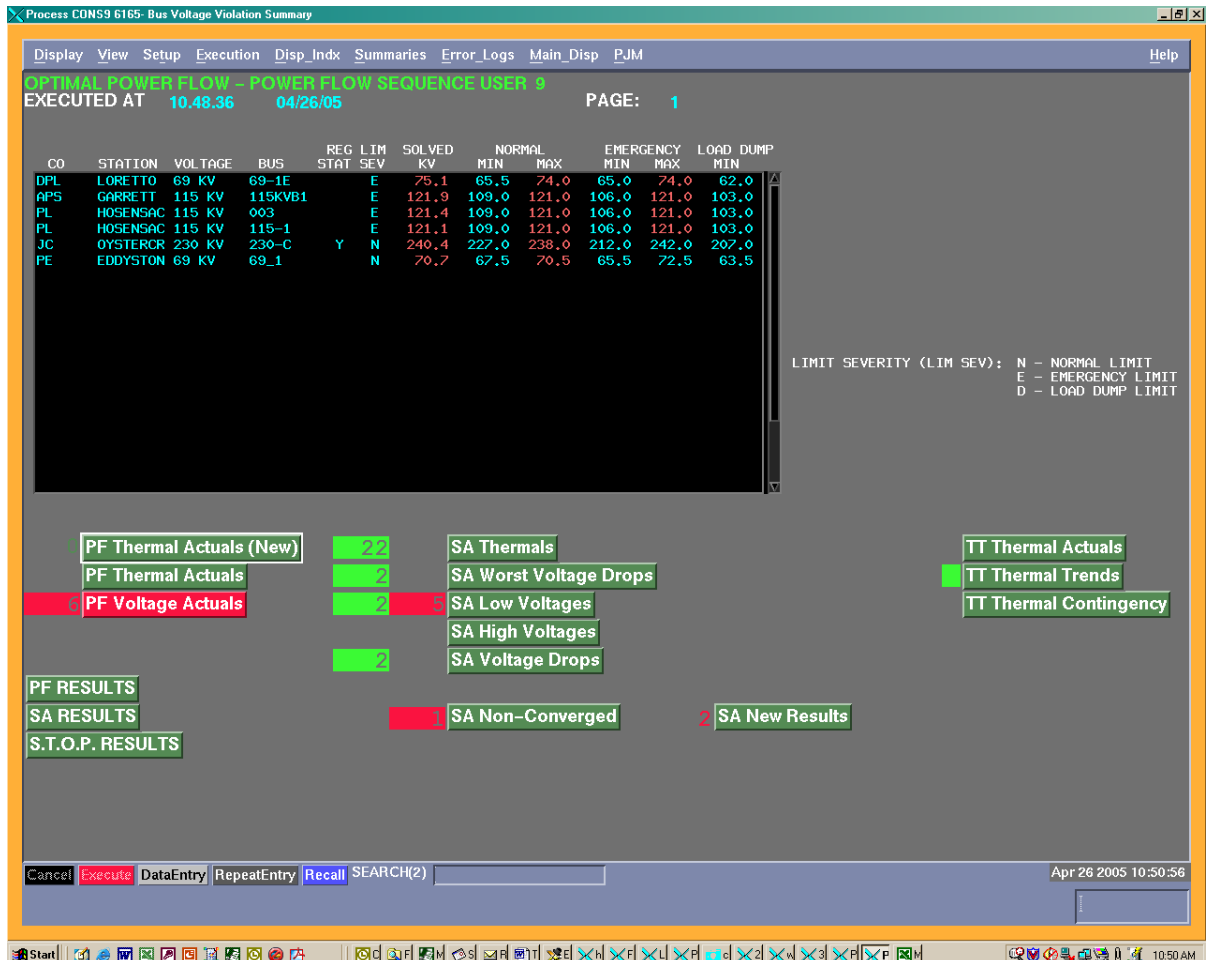 Process CONS9 6165- Bus Voltage Violation Summary
Display View Setup Execution Disp_Indx Summaries Error_Logs Main_Disp PJM Help
OPTIMAL POWER FLOW – POWER FLOW SEQUENCE USER 9
EXECUTED AT 10.48.36 04/26/05 PAGE: 1
REG LIM SOLVED NORMAL EMERGENCY LOAD DUMP
CO STATION VOLTAGE BUS STAT SEV KV MIN MAX MIN MAX MIN
DPL LORETTO 69 KV 69-1E E 75.1 65.5 74.0 65.0 74.0 62.0
APS GARRETT 115 KV 115KVB1 E 121.9 109.0 121.0 106.0 121.0 103.0
PL HOSENSAC 115 KV 003 E 121.4 109.0 121.0 106.0 121.0 103.0
PL HOSENSAC 115 KV 115-1 E 121.1 109.0 121.0 106.0 121.0 103.0
JC OYSTERCR 230 KV 230-C Y N 240.4 227.0 238.0 212.0 242.0 207.0
PE EDDYSTON 69 KV 69_1 N 70.7 67.5 70.5 65.5 72.5 63.5
LIMIT SEVERITY (LIM SEV): N – NORMAL LIMIT
E – EMERGENCY LIMIT
D – LOAD DUMP LIMIT
PF Thermal Actuals (New) 22 SA Thermals TT Thermal Actuals
PF Thermal Actuals 2 SA Worst Voltage Drops TT Thermal Trends
6 PF Voltage Actuals 2 5 SA Low Voltages TT Thermal Contingency
SA High Voltages
2 SA Voltage Drops
PF RESULTS
SA RESULTS 1 SA Non–Converged 2 SA New Results
S.T.O.P. RESULTS
Cancel Execute DataEntry RepeatEntry Recall SEARCH(2) Apr 26 2005 10:50:56
Start 10:50 AM